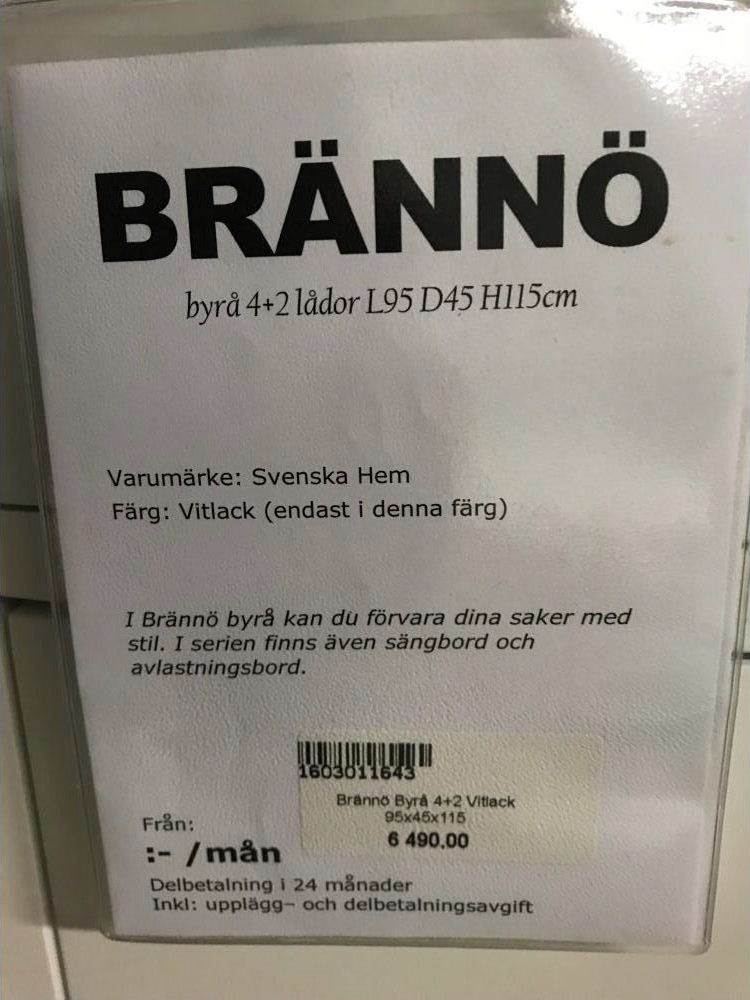 BRÄNNÖ
byrå 4+2 lådor L95 D45 H115cm
Varumärke: Svenska Hem
Färg: Vitlack (endast i denna färg)
I Brännö byrå kan du förvara dina saker med
stil. I serien finns även sängbord och
avlastningsbord.
1603011643
Brännö Byrå 4+2 Vitlack
95x45x115
6 490,00
Från:
:- /mån
Delbetalning i 24 månader
Inkl: upplägg- och delbetalningsavgift